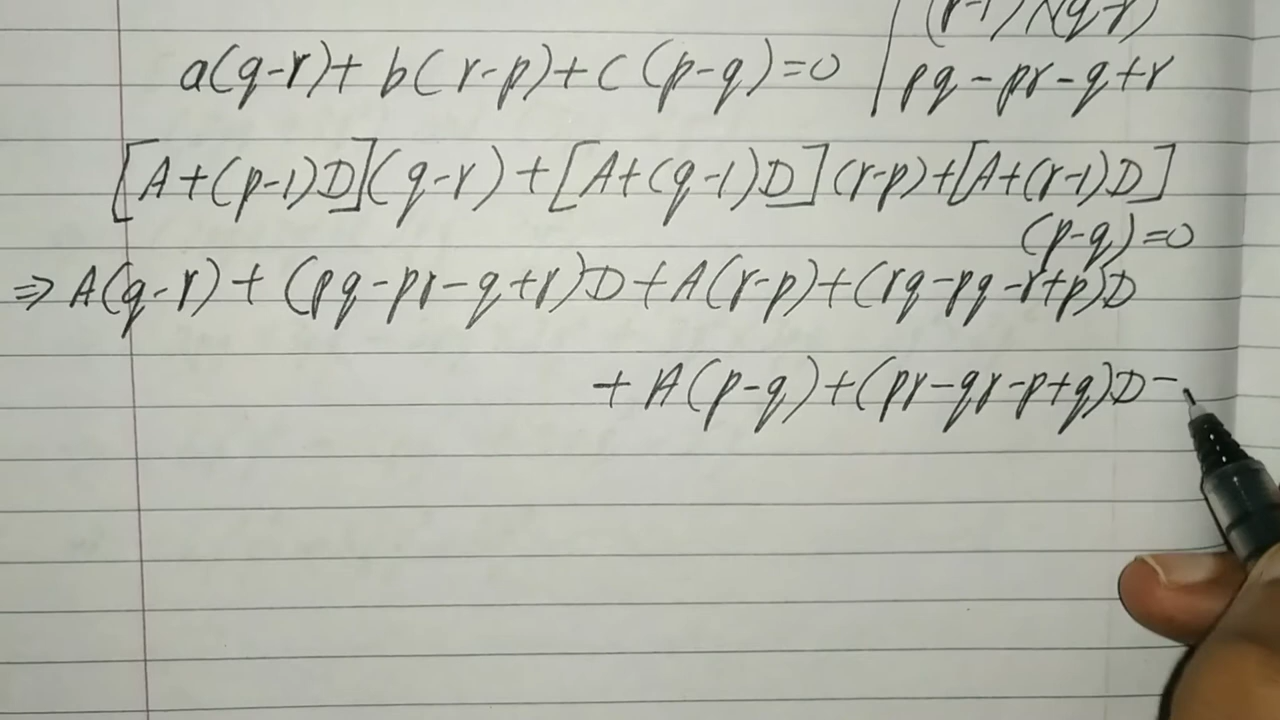 (r-1)×(q-r)
a(q-r)+ b(r-p)+c(p-q)=0
pq-pr-q+r
[A+(p-1)D](q-r)+[A+(q-1)D](r-p)+[A+(r-1)D]
(p-q)=0
⇒ A(q-r)+(pq-pr-q+r)D+A(r-p)+(rq-pq-r+p)D
+ A(p-q)+(pr-qr-p+q)D-